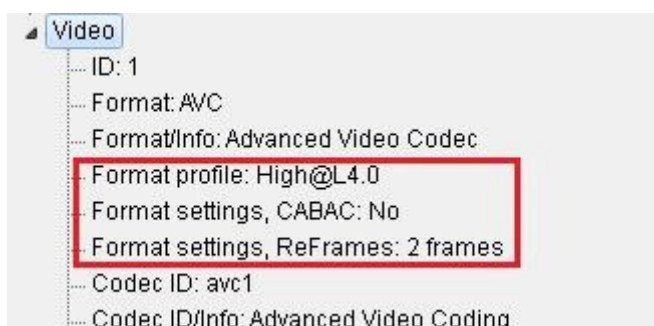 Video
ID: 1
Format: AVC
Format/Info: Advanced Video Codec
Format profile: High@L4.0
Format settings, CABAC: No
Format settings, ReFrames: 2 frames
Codec ID: avc1
Codec ID/Info: Advanced Video Coding